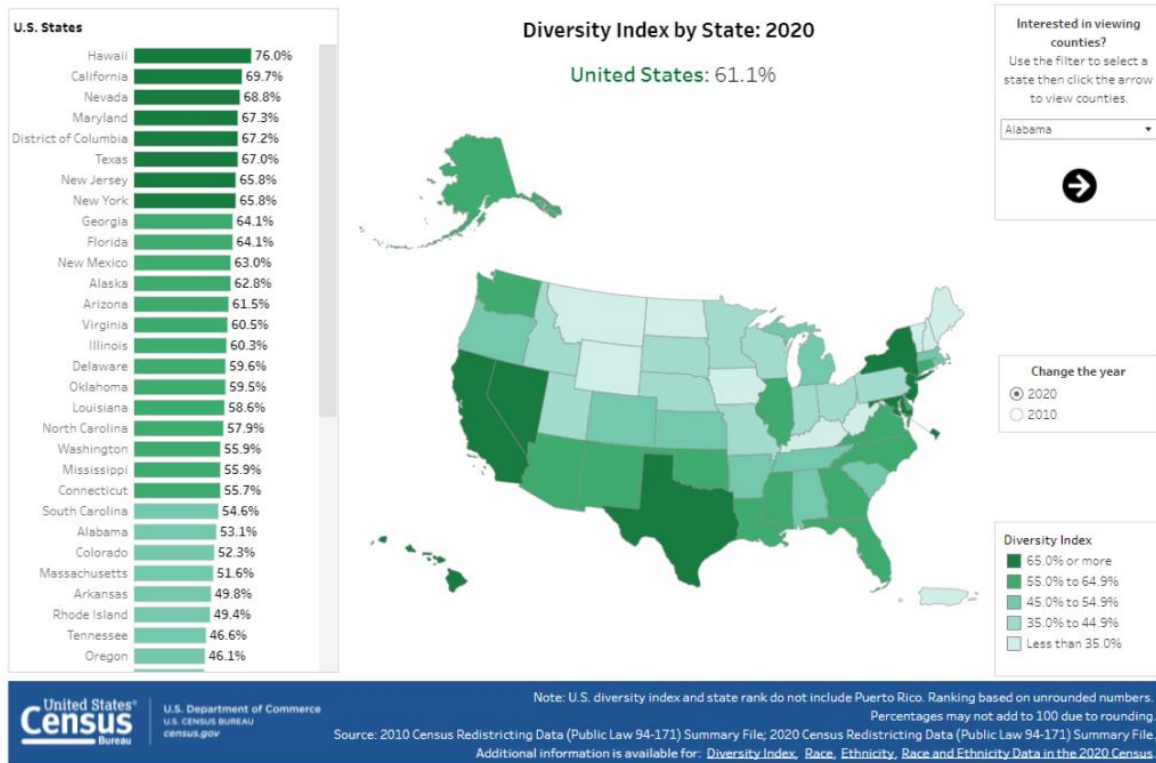 U.S. States
Hawaii 76.0%
California 69.7%
Nevada 68.8%
Maryland 67.3%
District of Columbia 67.2%
Texas 67.0%
New Jersey 65.8%
New York 65.8%
Georgia 64.1%
Florida 64.1%
New Mexico 63.0%
Alaska 62.8%
Arizona 61.5%
Virginia 60.5%
Illinois 60.3%
Delaware 59.6%
Oklahoma 59.5%
Louisiana 58.6%
North Carolina 57.9%
Washington 55.9%
Mississippi 55.9%
Connecticut 55.7%
South Carolina 54.6%
Alabama 53.1%
Colorado 52.3%
Massachusetts 51.6%
Arkansas 49.8%
Rhode Island 49.4%
Tennessee 46.6%
Oregon 46.1%
Diversity Index by State: 2020
United States: 61.1%
Interested in viewing
counties?
Use the filter to select a
state then click the arrow
to view counties.
Alabama
Change the year
2020
2010
Diversity Index
65.0% or more
55.0% to 64.9%
45.0% to 54.9%
35.0% to 44.9%
Less than 35.0%
United States®
Census
Bureau
U.S. Department of Commerce
U.S. CENSUS BUREAU
census.gov
Note: U.S. diversity index and state rank do not include Puerto Rico. Ranking based on unrounded numbers.
Percentages may not add to 100 due to rounding.
Source: 2010 Census Redistricting Data (Public Law 94-171) Summary File; 2020 Census Redistricting Data (Public Law 94-171) Summary File.
Additional information is available for: Diversity Index, Race, Ethnicity, Race and Ethnicity Data in the 2020 Census.